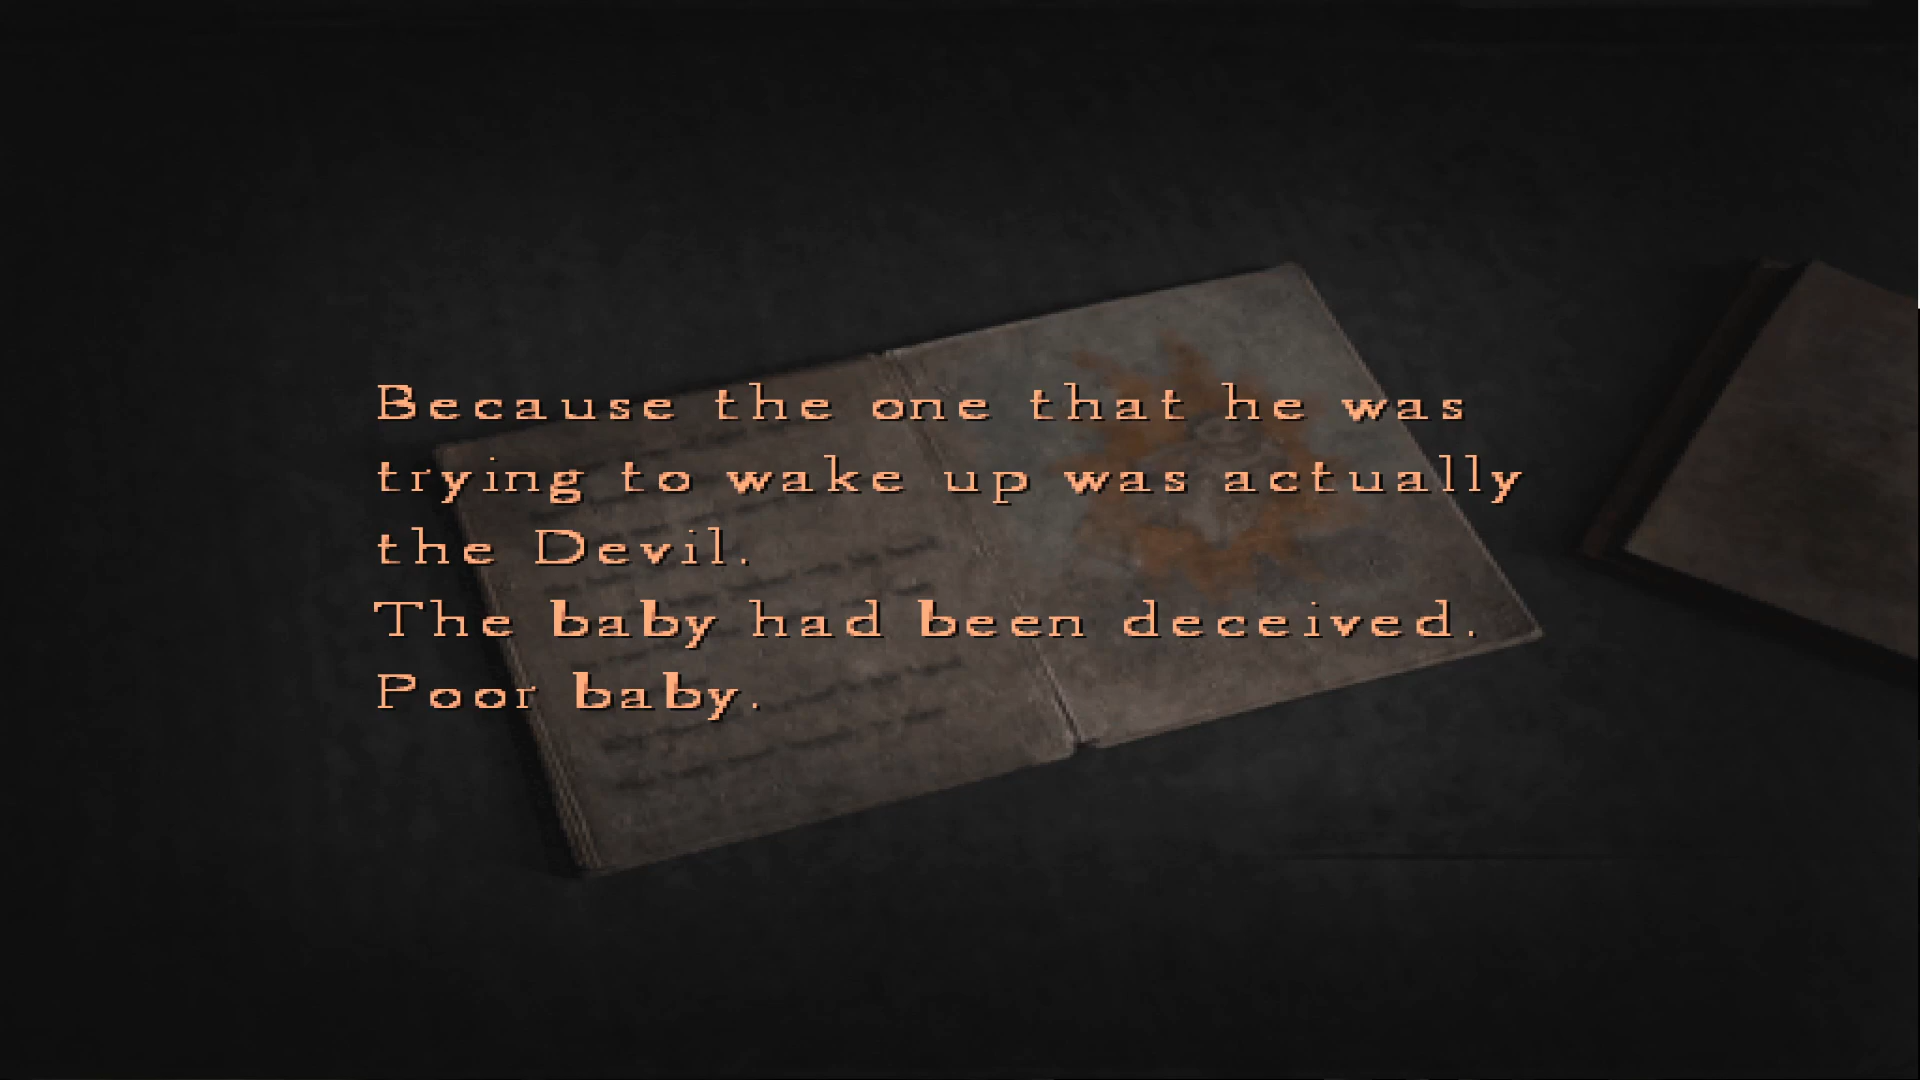 Because the one that he was
trying to wake up was actually
the Devil.
The baby had been deceived.
Poor baby.